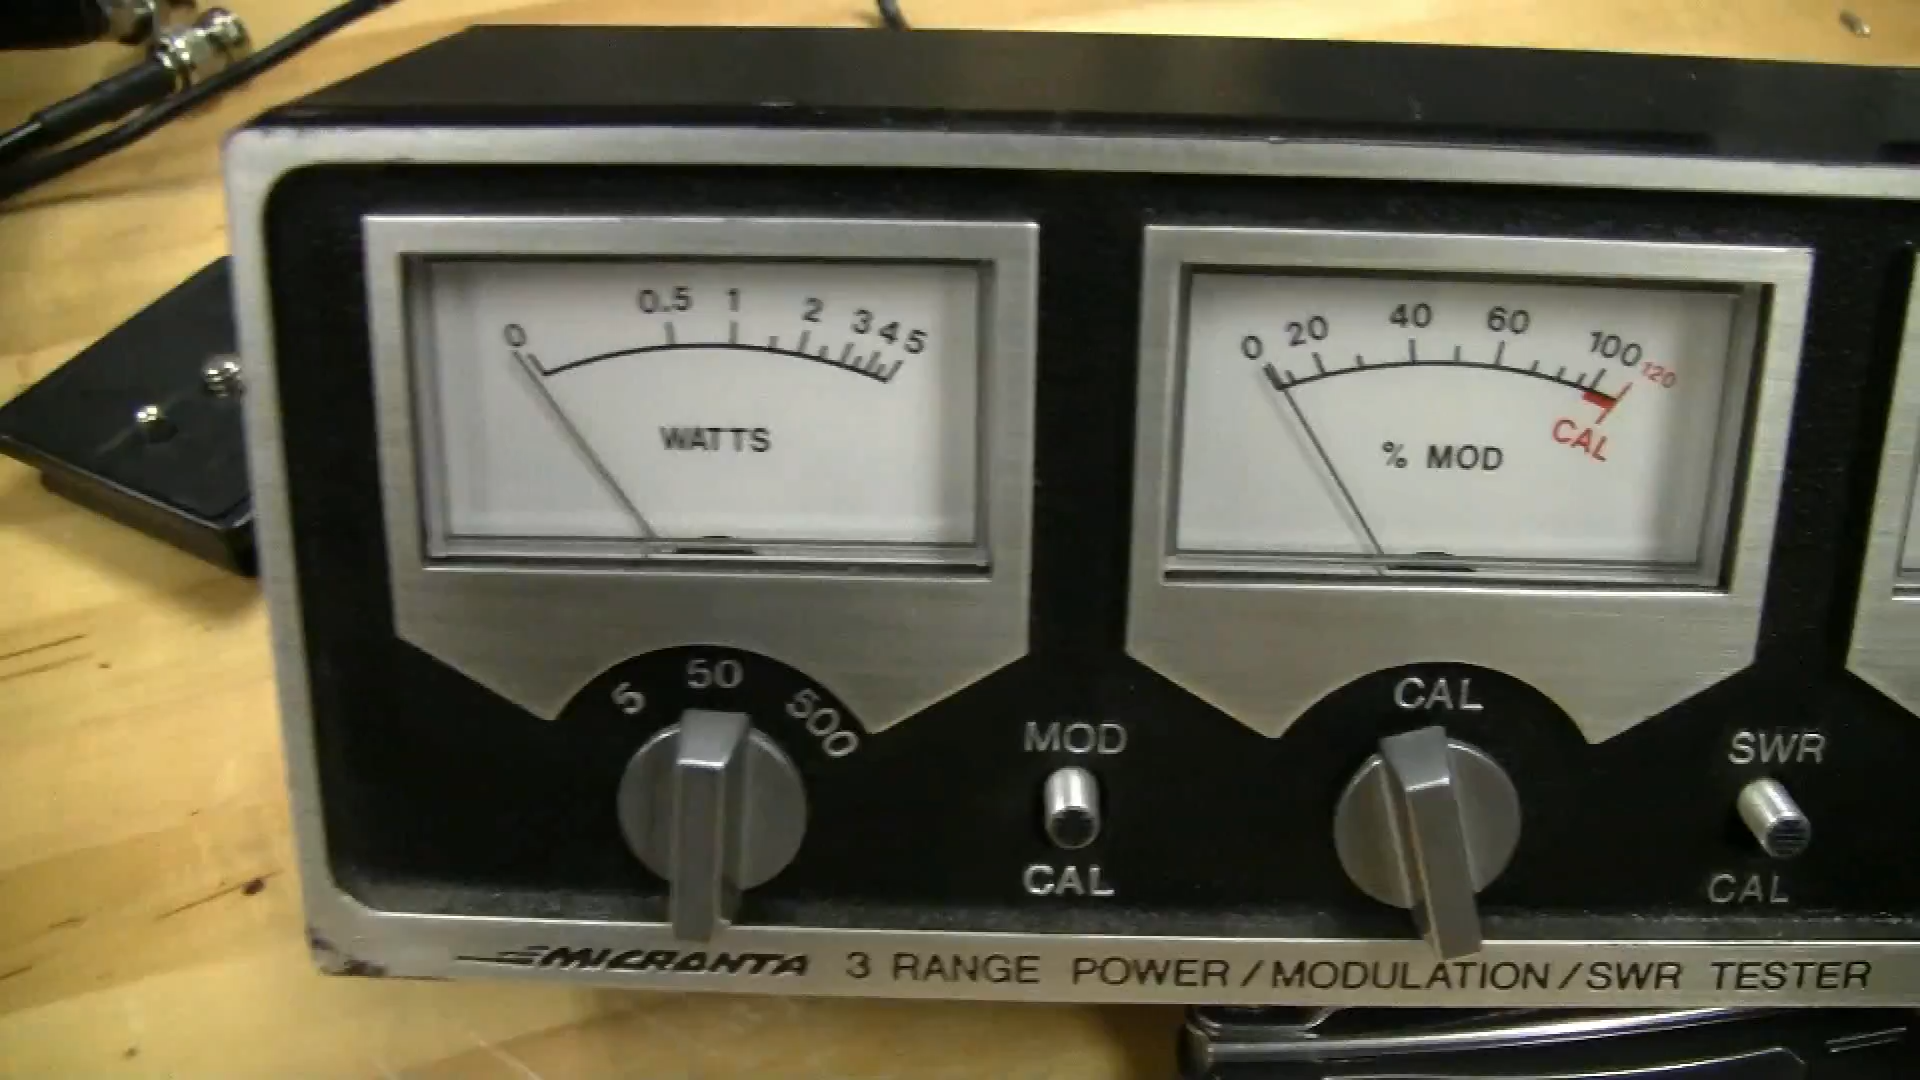 0 0.5 1 2 3 4 5
WATTS
0 20 40 60 100 120
CAL
% MOD
5 50 500
MOD
CAL
CAL
SWR
CAL
MICRONTA 3 RANGE POWER/MODULATION/SWR TESTER